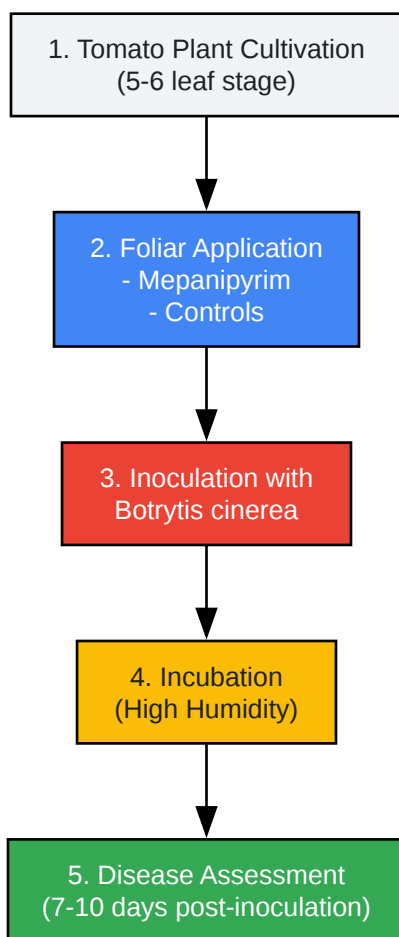 1. Tomato Plant Cultivation
(5-6 leaf stage)
2. Foliar Application
- Mepanipyrim
- Controls
3. Inoculation with
Botrytis cinerea
4. Incubation
(High Humidity)
5. Disease Assessment
(7-10 days post-inoculation)